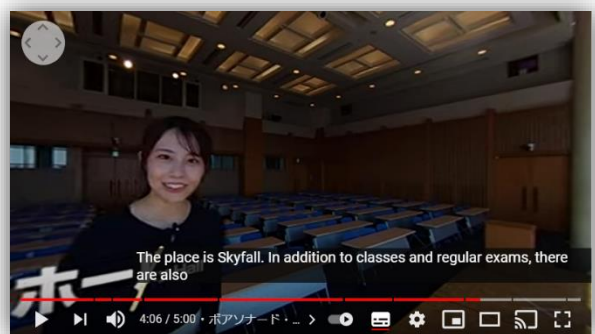 Hall
ホー
The place is Skyfall. In addition to classes and regular exams, there
are also
4:06 / 5:00 • ボアソナード・...